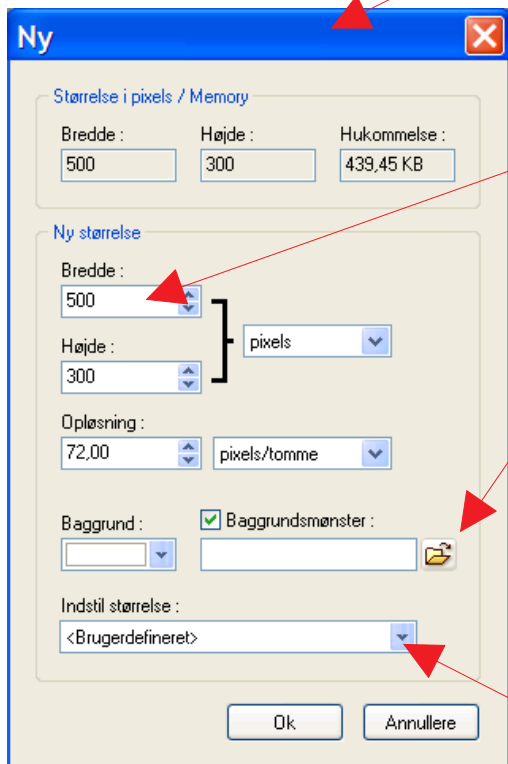 Ny
Størrelse i pixels / Memory
Bredde : Højde : Hukommelse :
500 300 439,45 KB
Ny størrelse
Bredde :
500
pixels
Højde :
300
Opløsning :
72,00 pixels/tomme
Baggrund : Baggrundsmønster :
Indstil størrelse :
<Brugerdefineret>
Ok Annullere